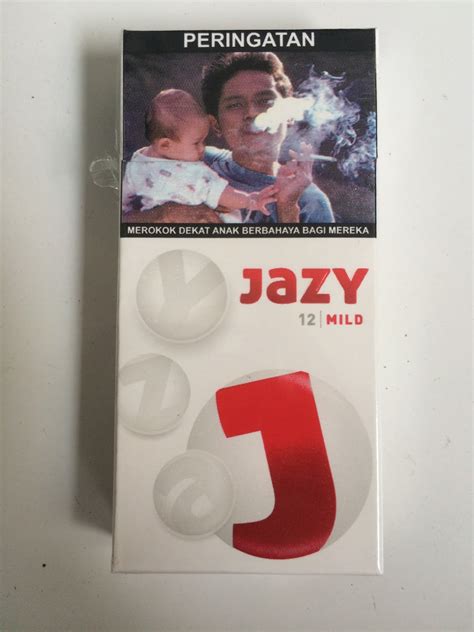 PERINGATAN
MEROKOK DEKAT ANAK BERBAHAYA BAGI MEREKA
Y
JAZY
12 | MILD
Z
J
a